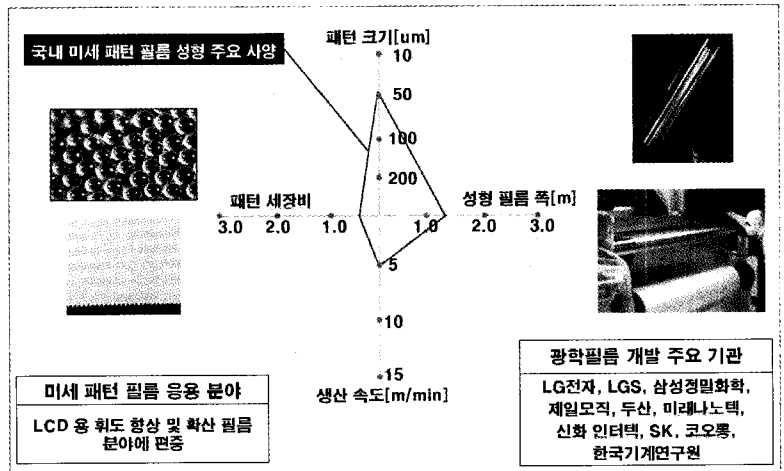 국내 미세 패턴 필름 성형 주요 사양
패턴 크기[um]
10
50
100
200
패턴 세장비
성형 필름 폭[m]
3.0 2.0 1.0 1.0 2.0 3.0
5
10
15
생산 속도[m/min]
미세 패턴 필름 응용 분야
LCD 용 휘도 향상 및 확산 필름
분야에 편중
광학필름 개발 주요 기관
LG전자, LGS, 삼성정밀화학,
제일모직, 두산, 미래나노텍,
신화 인터텍, SK, 코오롱,
한국기계연구원